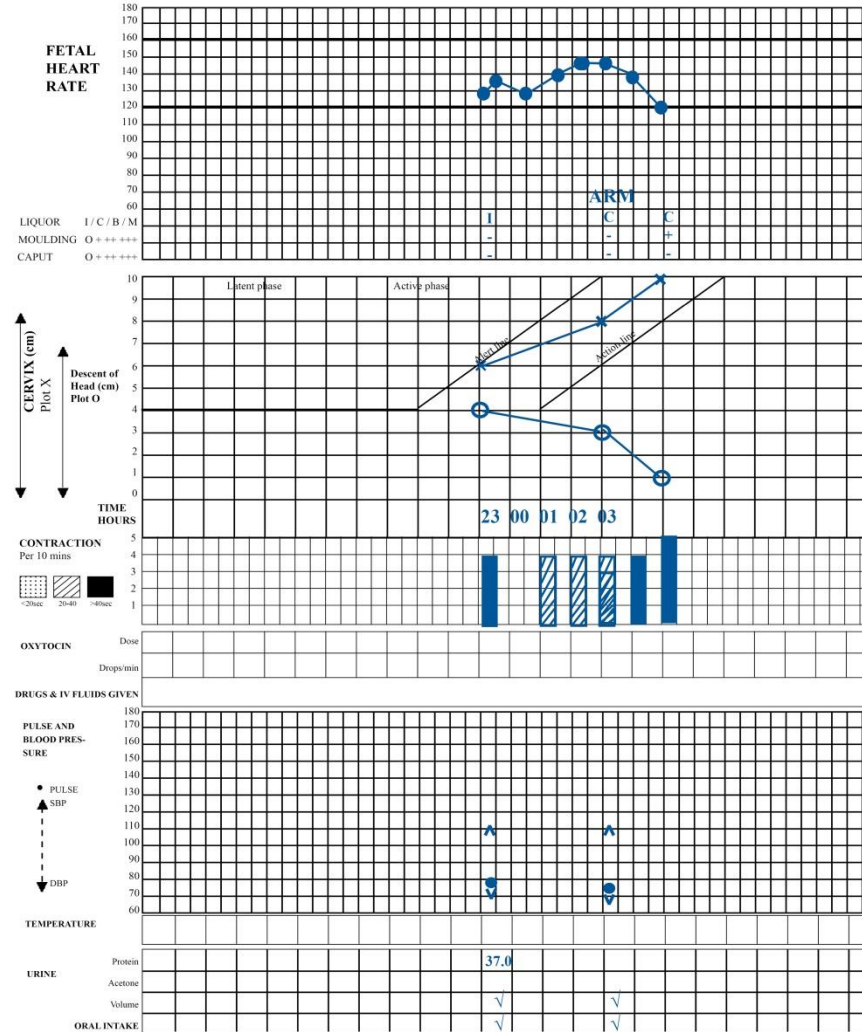 FETAL
HEART
RATE
180
170
160
150
140
130
120
110
100
90
80
70
60
ARM
LIQUOR I / C / B / M I C C
MOULDING O + ++ +++ - - +
CAPUT O + ++ +++ - - -
Latent phase Active phase
10
9
8
7
6
5
4
3
2
1
0
Alert line
Action line
CERVIX (cm)
Plot X
Descent of
Head (cm)
Plot O
TIME
HOURS
23 00 01 02 03
CONTRACTION
Per 10 mins
5
4
3
2
1
<20sec 20-40 >40sec
OXYTOCIN
Dose
Drops/min
DRUGS & IV FLUIDS GIVEN
PULSE AND
BLOOD PRES-
SURE
180
170
160
150
140
130
120
110
100
90
80
70
60
PULSE
SBP
DBP
TEMPERATURE
URINE
Protein 37.0
Acetone
Volume √ √
ORAL INTAKE √ √